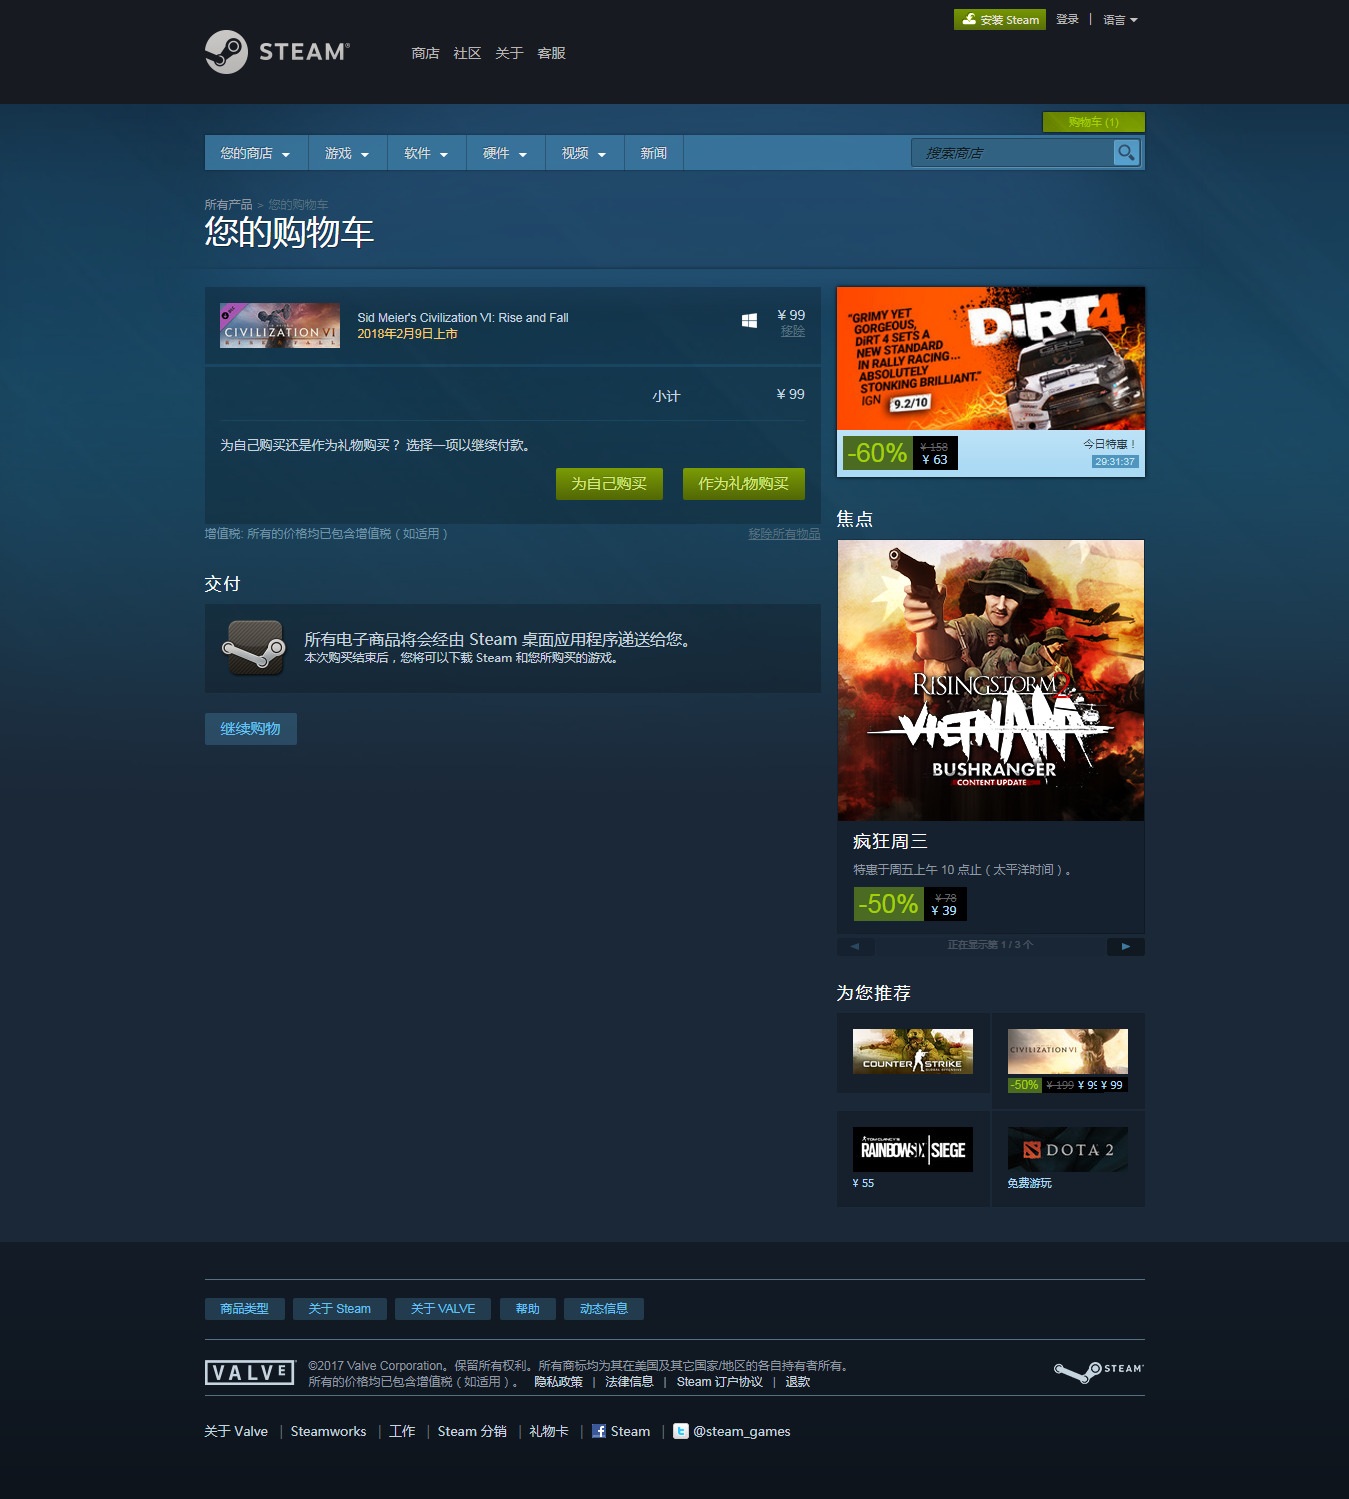 安装 Steam
登录 | 语言
STEAM®
商店 社区 关于 客服
购物车 (1)
您的商店 游戏 软件 硬件 视频 新闻
搜索商店
所有产品 > 您的购物车
您的购物车
CIVILIZATION VI
RISE AND FALL
Sid Meier's Civilization VI: Rise and Fall
2018年2月9日上市
¥ 99
移除
小计 ¥ 99
为自己购买还是作为礼物购买？ 选择一项以继续付款。
为自己购买 作为礼物购买
增值税: 所有的价格均已包含增值税（如适用）
移除所有物品
交付
所有电子商品将会经由 Steam 桌面应用程序递送给您。
本次购买结束后，您将可以下载 Steam 和您所购买的游戏。
继续购物
"GRIMY YET
GORGEOUS,
DiRT 4 SETS A
NEW STANDARD
IN RALLY RACING...
ABSOLUTELY
STONKING BRILLIANT."
IGN 9.2/10
DiRT4
-60% ¥ 158
¥ 63
今日特惠！
29:31:37
焦点
RISING STORM 2
VIETNAM
BUSHRANGER
CONTENT UPDATE
疯狂周三
特惠于周五上午 10 点止（太平洋时间）。
-50% ¥ 78
¥ 39
正在显示第 1 / 3 个
为您推荐
COUNTER STRIKE
GLOBAL OFFENSIVE
CIVILIZATION VI
-50% ¥ 199 ¥ 99 ¥ 99
TOM CLANCY'S
RAINBOW SIX | SIEGE
¥ 55
DOTA 2
免费游玩
商品类型 关于 Steam 关于 VALVE 帮助 动态信息
VALVE
©2017 Valve Corporation。保留所有权利。所有商标均为其在美国及其它国家/地区的各自持有者所有。
所有的价格均已包含增值税（如适用）。 隐私政策 | 法律信息 | Steam 订户协议 | 退款
STEAM
关于 Valve | Steamworks | 工作 | Steam 分销 | 礼物卡 | Steam | @steam_games